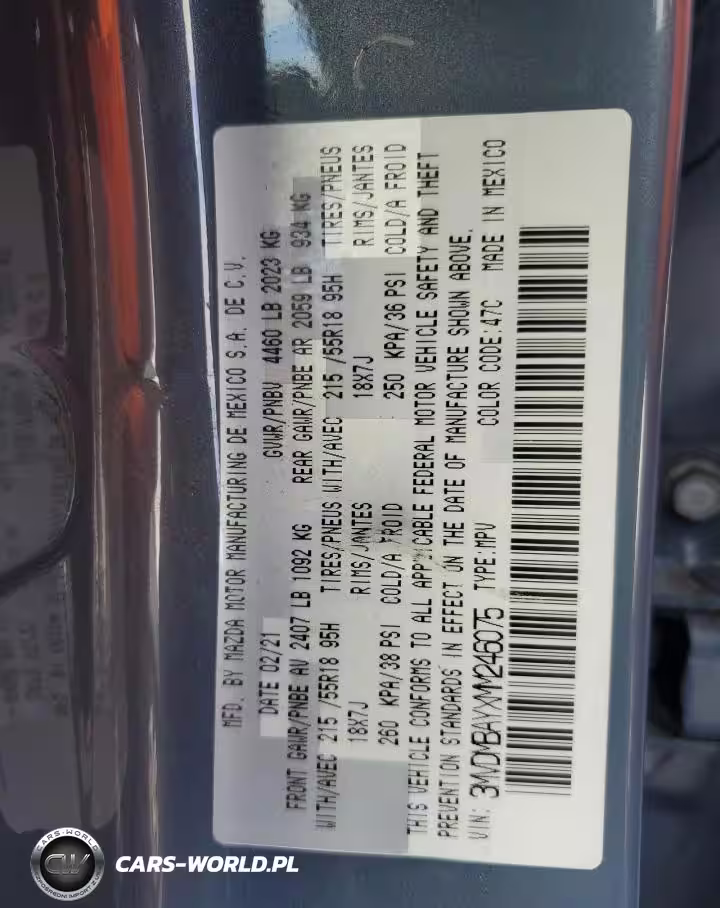 MFD. BY MAZDA MOTOR MANUFACTURING DE MEXICO S.A. DE C.V.
DATE 02/21 GVWR/PNBV 4460 LB 2023 KG
FRONT GAWR/PNBE AV 2407 LB 1092 KG REAR GAWR/PNBE AR 2059 LB 934 KG
WITH/AVEC 215 /55R18 95H TIRES/PNEUS WITH/AVEC 215 /55R18 95H TIRES/PNEUS
18X7J RIMS/JANTES 18X7J RIMS/JANTES
260 KPA/38 PSI COLD/A FROID 250 KPA/36 PSI COLD/A FROID
THIS VEHICLE CONFORMS TO ALL APPLICABLE FEDERAL MOTOR VEHICLE SAFETY AND THEFT
PREVENTION STANDARDS IN EFFECT ON THE DATE OF MANUFACTURE SHOWN ABOVE.
VIN: 3MVDMBAYXMM246075 TYPE:MPV COLOR CODE:47C MADE IN MEXICO
CARS-WORLD
CW
CARS-WORLD.PL